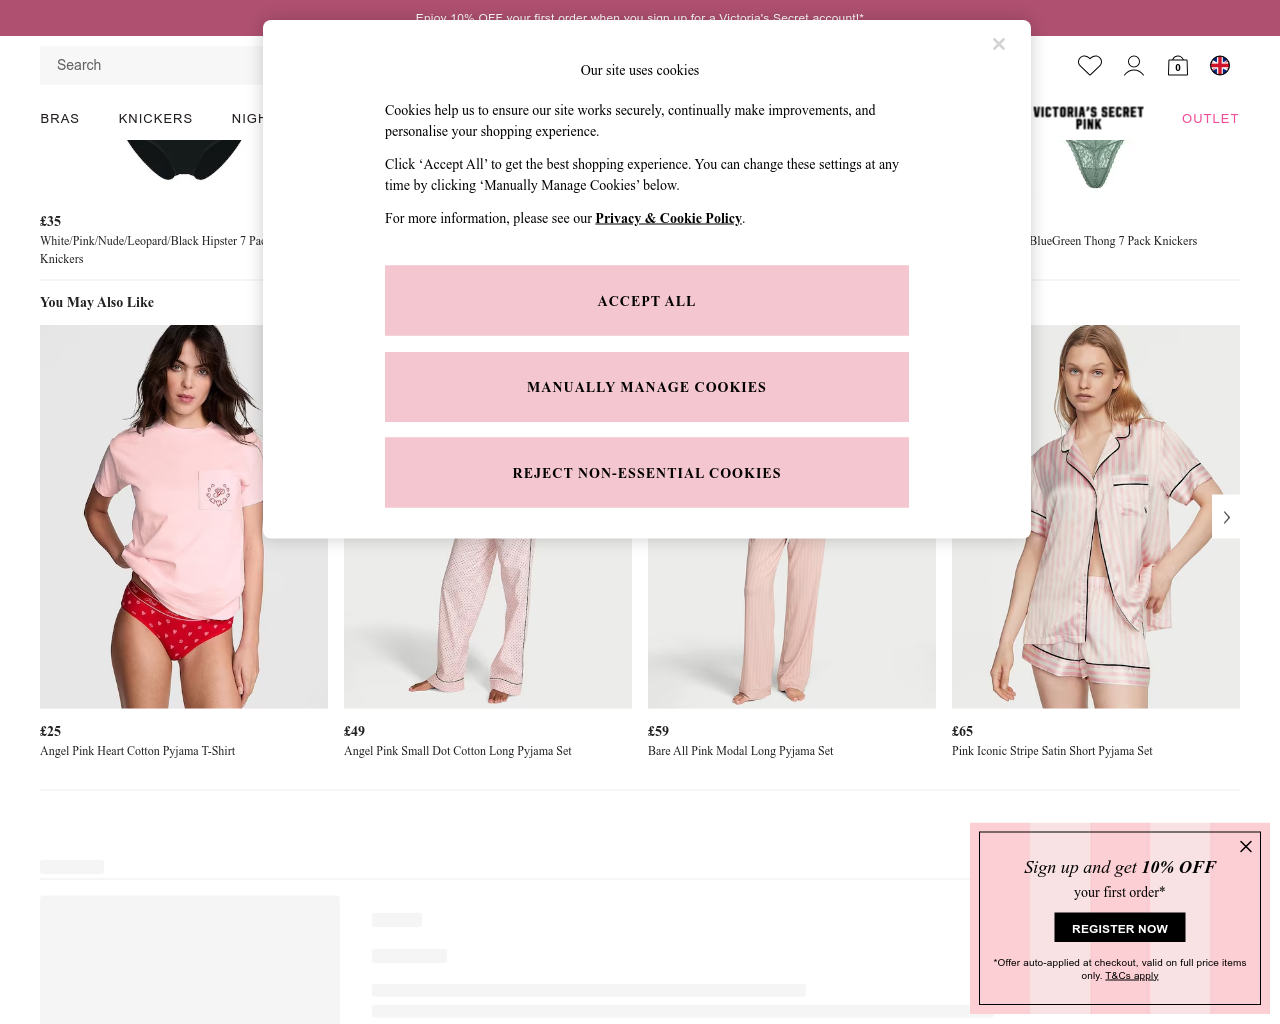 Enjoy 10% OFF your first order when you sign up for a Victoria's Secret account!*
Search
0
BRAS
KNICKERS
VICTORIA'S SECRET
PINK
OUTLET
Our site uses cookies
Cookies help us to ensure our site works securely, continually make improvements, and
personalise your shopping experience.
Click ‘Accept All’ to get the best shopping experience. You can change these settings at any
time by clicking ‘Manually Manage Cookies’ below.
For more information, please see our Privacy & Cookie Policy.
ACCEPT ALL
MANUALLY MANAGE COOKIES
REJECT NON-ESSENTIAL COOKIES
£35
White/Pink/Nude/Leopard/Black Hipster 7
Knickers
BlueGreen Thong 7 Pack Knickers
You May Also Like
£25
Angel Pink Heart Cotton Pyjama T-Shirt
£49
Angel Pink Small Dot Cotton Long Pyjama Set
£59
Bare All Pink Modal Long Pyjama Set
£65
Pink Iconic Stripe Satin Short Pyjama Set
Sign up and get 10% OFF
your first order*
REGISTER NOW
*Offer auto-applied at checkout, valid on full price items
only. T&Cs apply